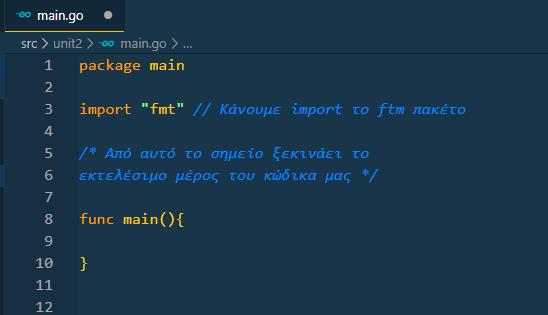 main.go
src > unit2 > main.go > ...
1 package main
2
3 import "fmt" // Κάνουμε import το ftm πακέτο
4
5 /* Από αυτό το σημείο ξεκινάει το
6 εκτελέσιμο μέρος του κώδικα μας */
7
8 func main(){
9
10 }
11
12